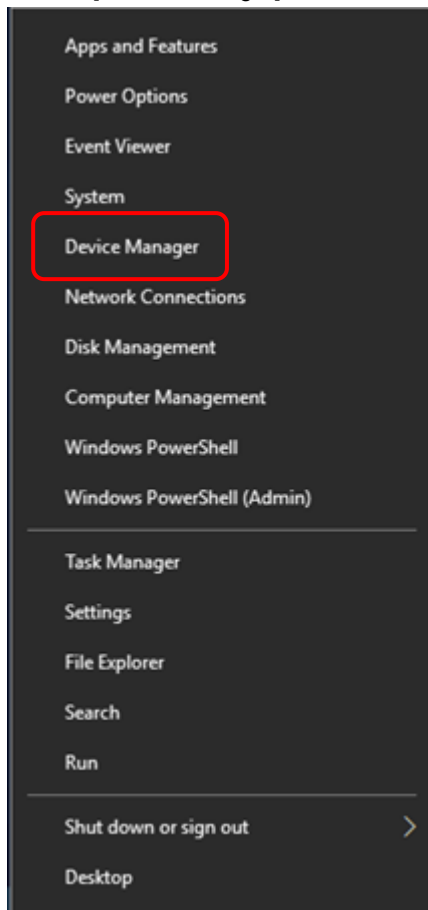 Apps and Features
Power Options
Event Viewer
System
Device Manager
Network Connections
Disk Management
Computer Management
Windows PowerShell
Windows PowerShell (Admin)
Task Manager
Settings
File Explorer
Search
Run
Shut down or sign out
Desktop